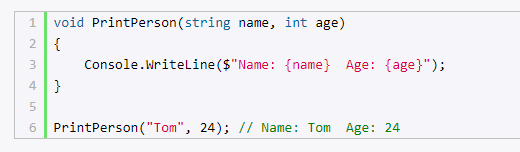 1 void PrintPerson(string name, int age)
2 {
3     Console.WriteLine($"Name: {name}  Age: {age}");
4 }
5
6 PrintPerson("Tom", 24); // Name: Tom  Age: 24